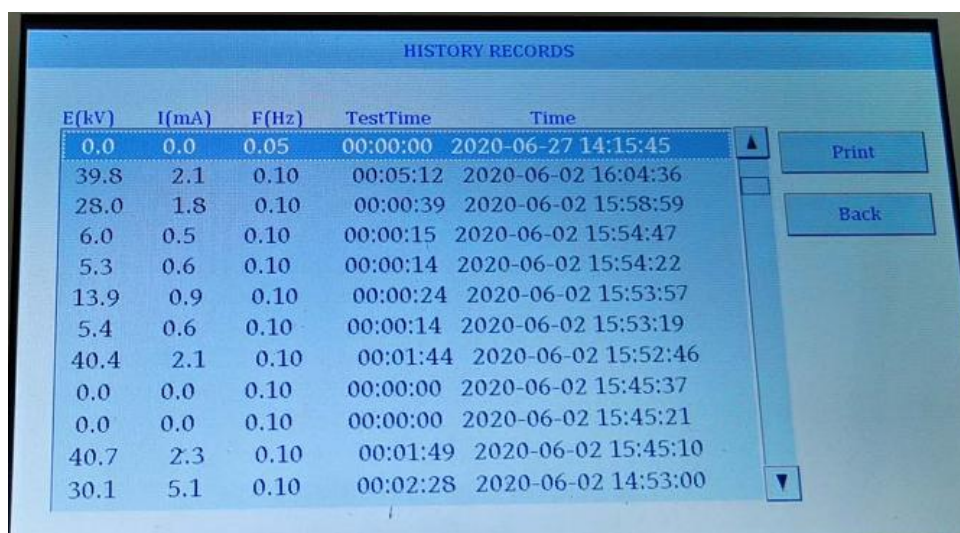 HISTORY RECORDS
E(kV) I(mA) F(Hz) TestTime Time
0.0 0.0 0.05 00:00:00 2020-06-27 14:15:45
39.8 2.1 0.10 00:05:12 2020-06-02 16:04:36
28.0 1.8 0.10 00:00:39 2020-06-02 15:58:59
6.0 0.5 0.10 00:00:15 2020-06-02 15:54:47
5.3 0.6 0.10 00:00:14 2020-06-02 15:54:22
13.9 0.9 0.10 00:00:24 2020-06-02 15:53:57
5.4 0.6 0.10 00:00:14 2020-06-02 15:53:19
40.4 2.1 0.10 00:01:44 2020-06-02 15:52:46
0.0 0.0 0.10 00:00:00 2020-06-02 15:45:37
0.0 0.0 0.10 00:00:00 2020-06-02 15:45:21
40.7 2.3 0.10 00:01:49 2020-06-02 15:45:10
30.1 5.1 0.10 00:02:28 2020-06-02 14:53:00
Print
Back